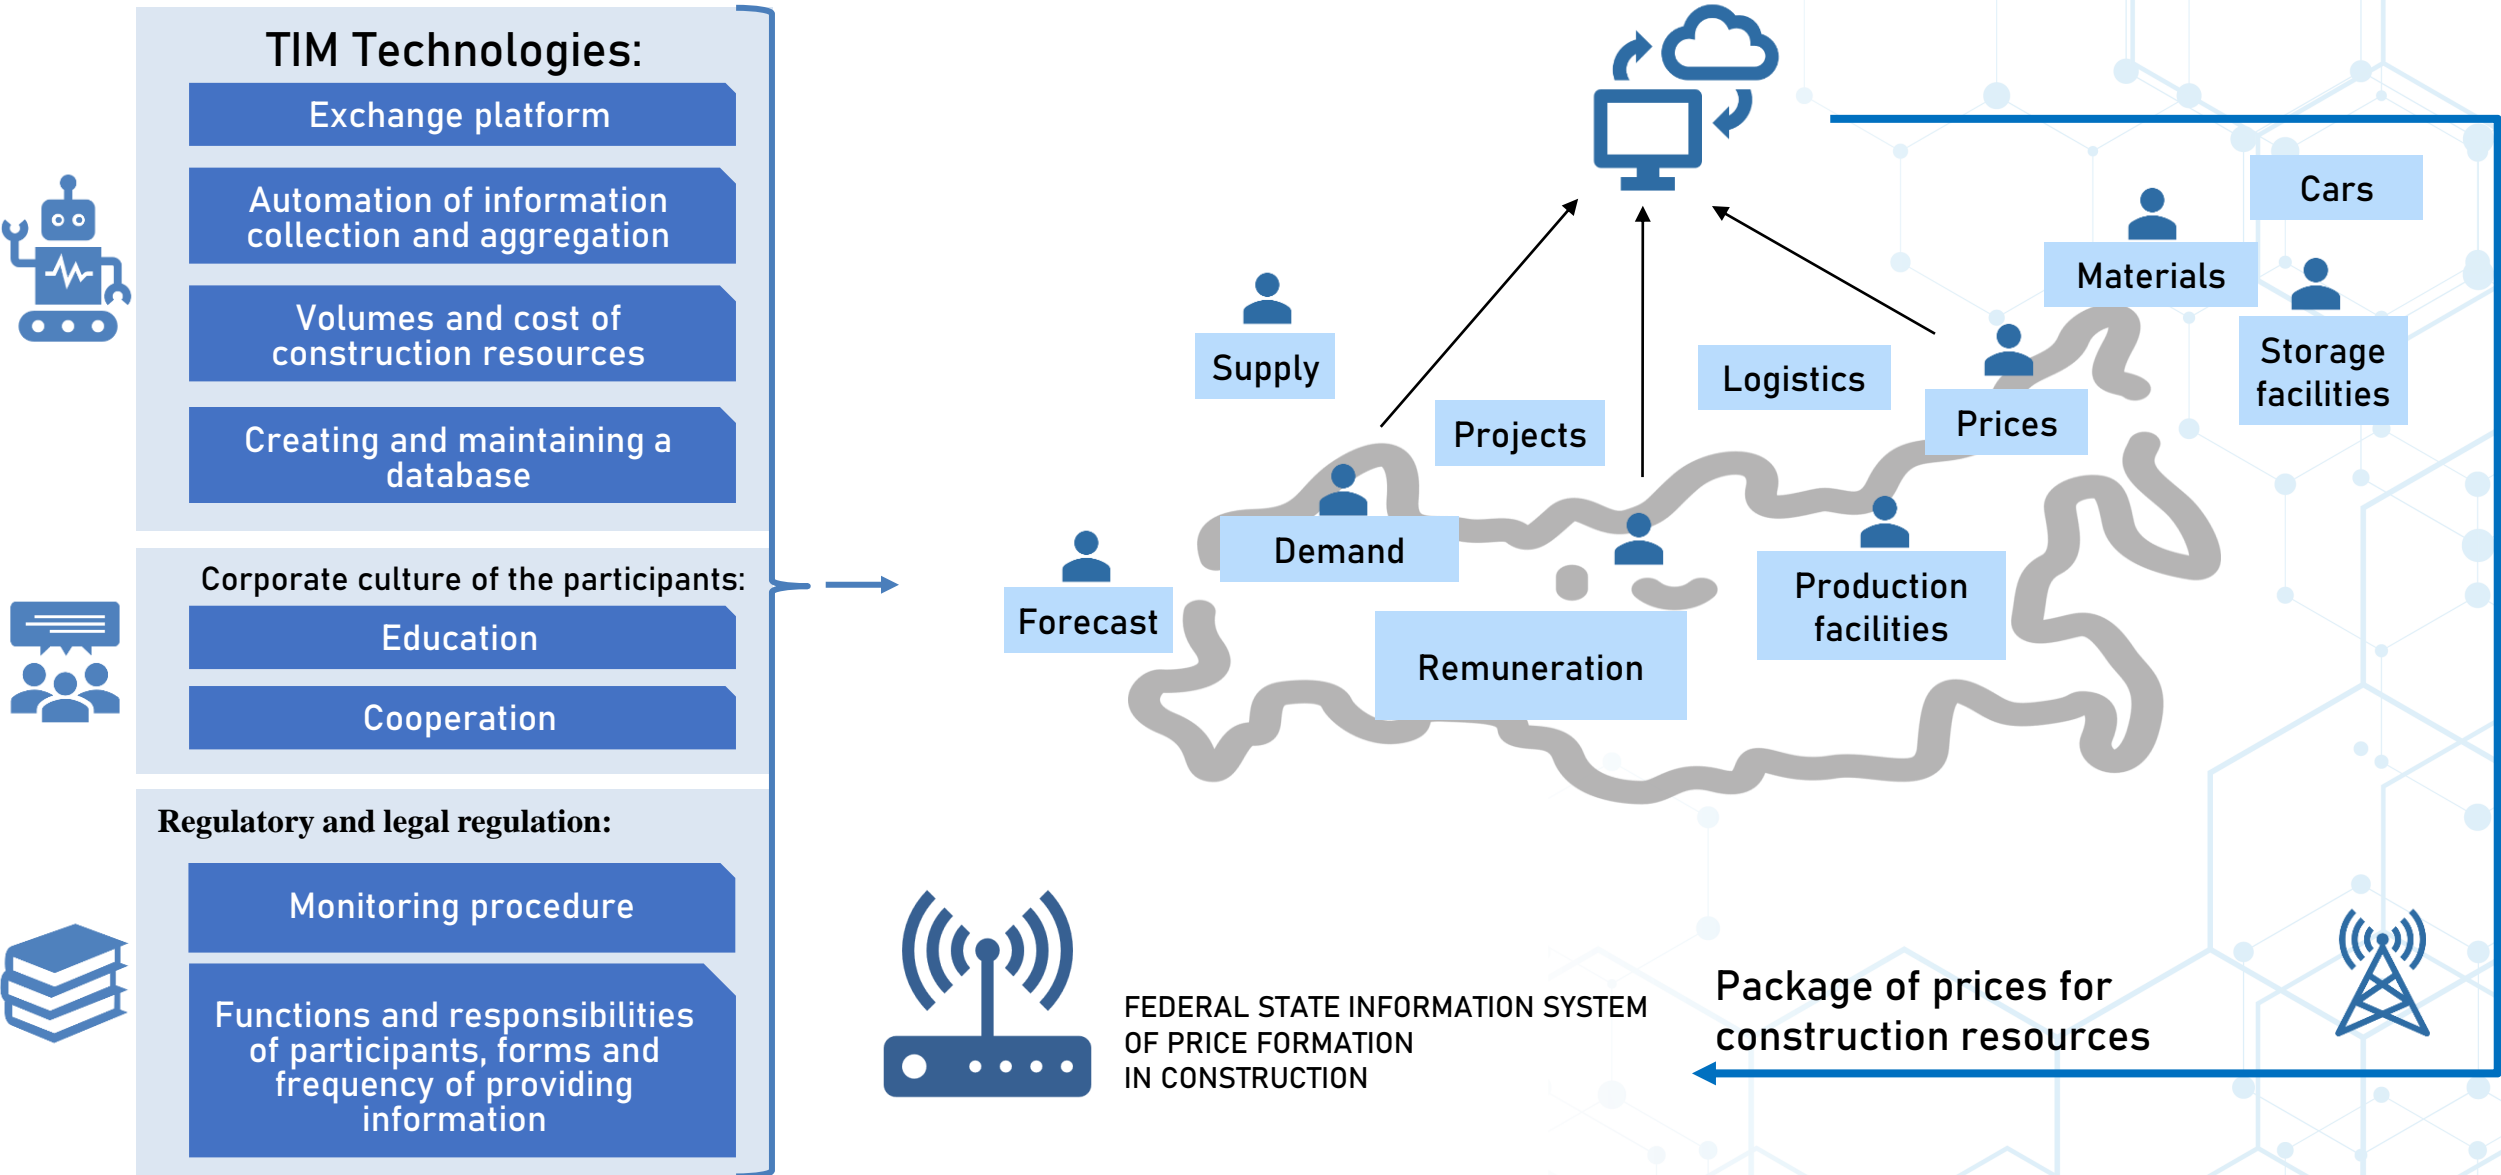 TIM Technologies:
Exchange platform
Automation of information
collection and aggregation
Volumes and cost of
construction resources
Creating and maintaining a
database
Corporate culture of the participants:
Education
Cooperation
Regulatory and legal regulation:
Monitoring procedure
Functions and responsibilities
of participants, forms and
frequency of providing
information
Cars
Materials
Storage
facilities
Supply
Logistics
Prices
Projects
Demand
Forecast
Production
facilities
Remuneration
FEDERAL STATE INFORMATION SYSTEM
OF PRICE FORMATION
IN CONSTRUCTION
Package of prices for
construction resources